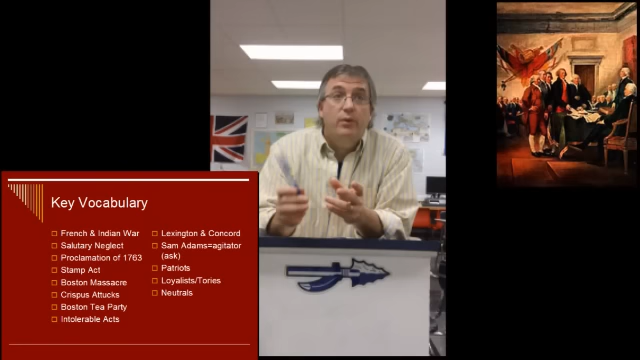 Key Vocabulary
French & Indian War
Salutary Neglect
Proclamation of 1763
Stamp Act
Boston Massacre
Crispus Attucks
Boston Tea Party
Intolerable Acts
Lexington & Concord
Sam Adams=agitator
(ask)
Patriots
Loyalists/Tories
Neutrals